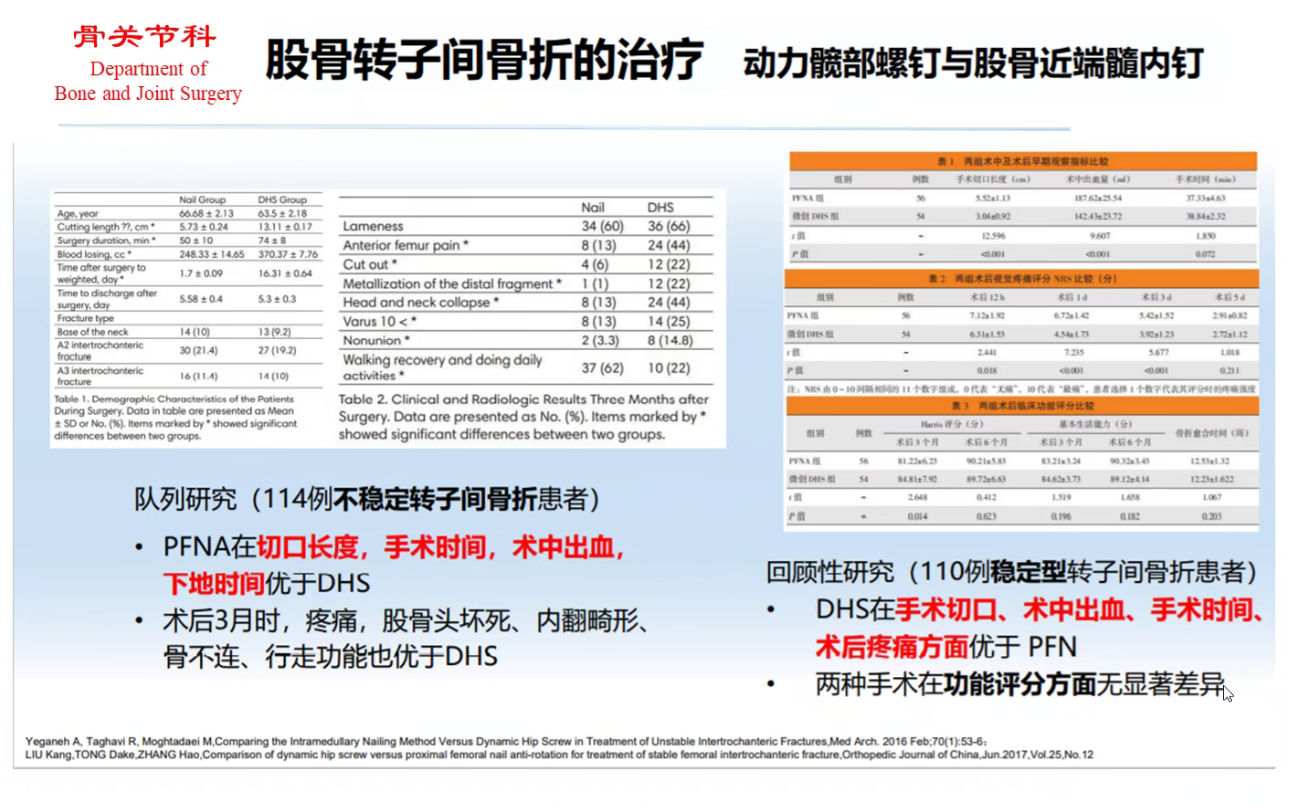 骨关节科
Department of
Bone and Joint Surgery
股骨转子间骨折的治疗 动力髋部螺钉与股骨近端髓内钉
Nail Group DHS Group
Age, year 66.68 ± 2.13 63.5 ± 2.18
Cutting length ??, cm * 5.73 ± 0.24 13.11 ± 0.17
Surgery duration, min * 50 ± 10 74 ± 8
Blood losing, cc * 248.33 ± 14.65 370.37 ± 7.76
Time after surgery to
weighted, day * 1.7 ± 0.09 16.31 ± 0.64
Time to discharge after
surgery, day 5.58 ± 0.4 5.3 ± 0.3
Fracture type
Base of the neck 14 (10) 13 (9.2)
A2 intertrochanteric
fracture 30 (21.4) 27 (19.2)
A3 intertrochanteric
fracture 16 (11.4) 14 (10)
Table 1. Demographic Characteristics of the Patients
During Surgery. Data in table are presented as Mean
± SD or No. (%). Items marked by * showed significant
differences between two groups.
Nail DHS
Lameness 34 (60) 36 (66)
Anterior femur pain * 8 (13) 24 (44)
Cut out * 4 (6) 12 (22)
Metallization of the distal fragment * 1 (1) 12 (22)
Head and neck collapse * 8 (13) 24 (44)
Varus 10 < * 8 (13) 14 (25)
Nonunion * 2 (3.3) 8 (14.8)
Walking recovery and doing daily
activities * 37 (62) 10 (22)
Table 2. Clinical and Radiologic Results Three Months after
Surgery. Data are presented as No. (%). Items marked by *
showed significant differences between two groups.
队列研究（114例不稳定转子间骨折患者）
• PFNA在切口长度，手术时间，术中出血，
下地时间优于DHS
• 术后3月时，疼痛，股骨头坏死、内翻畸形、
骨不连、行走功能也优于DHS
表 1 两组术中及术后早期观察指标比较
组别 例数 手术切口长度（cm） 术中出血量（ml） 手术时间（min）
PFNA 组 56 5.52±1.13 187.62±25.54 37.33±4.63
微创 DHS 组 54 3.04±0.92 142.43±23.72 38.84±2.32
t 值 – 12.596 9.607 1.850
P 值 – <0.001 <0.001 0.072
表 2 两组术后视觉疼痛评分 NRS 比较（分）
组别 例数 术后 12 h 术后 1 d 术后 3 d 术后 5 d
PFNA 组 56 7.12±1.92 6.72±1.42 5.42±1.52 2.91±0.82
微创 DHS 组 54 6.31±1.53 4.54±1.73 3.92±1.23 2.72±1.12
t 值 – 2.441 7.235 5.677 1.018
P 值 – 0.018 <0.001 <0.001 0.211
注：NRS 由 0~10 间隔相同的 11 个数字组成，0 代表“无痛”，10 代表“最痛”，患者选择 1 个数字代表其评分时的疼痛强度
表 3 两组术后临床功能评分比较
组别 例数 Harris 评分（分） 基本生活能力（分） 骨折愈合时间（周）
术后 3 个月 术后 6 个月 术后 3 个月 术后 6 个月
PFNA 组 56 81.22±6.23 90.21±5.83 83.21±3.24 90.32±3.45 12.53±1.32
微创 DHS 组 54 84.81±7.92 89.72±6.63 84.62±3.73 89.12±4.14 12.23±1.622
t 值 – 2.648 0.412 1.519 1.658 1.067
P 值 – 0.014 0.623 0.196 0.182 0.203
回顾性研究（110例稳定型转子间骨折患者）
• DHS在手术切口、术中出血、手术时间、
术后疼痛方面优于 PFN
• 两种手术在功能评分方面无显著差异
Yeganeh A, Taghavi R, Moghtadaei M,Comparing the Intramedullary Nailing Method Versus Dynamic Hip Screw in Treatment of Unstable Intertrochanteric Fractures,Med Arch. 2016 Feb;70(1):53-6;
LIU Kang,TONG Dake,ZHANG Hao,Comparison of dynamic hip screw versus proximal femoral nail anti-rotation for treatment of stable femoral intertrochanteric fracture,Orthopedic Journal of China,Jun.2017,Vol.25,No.12